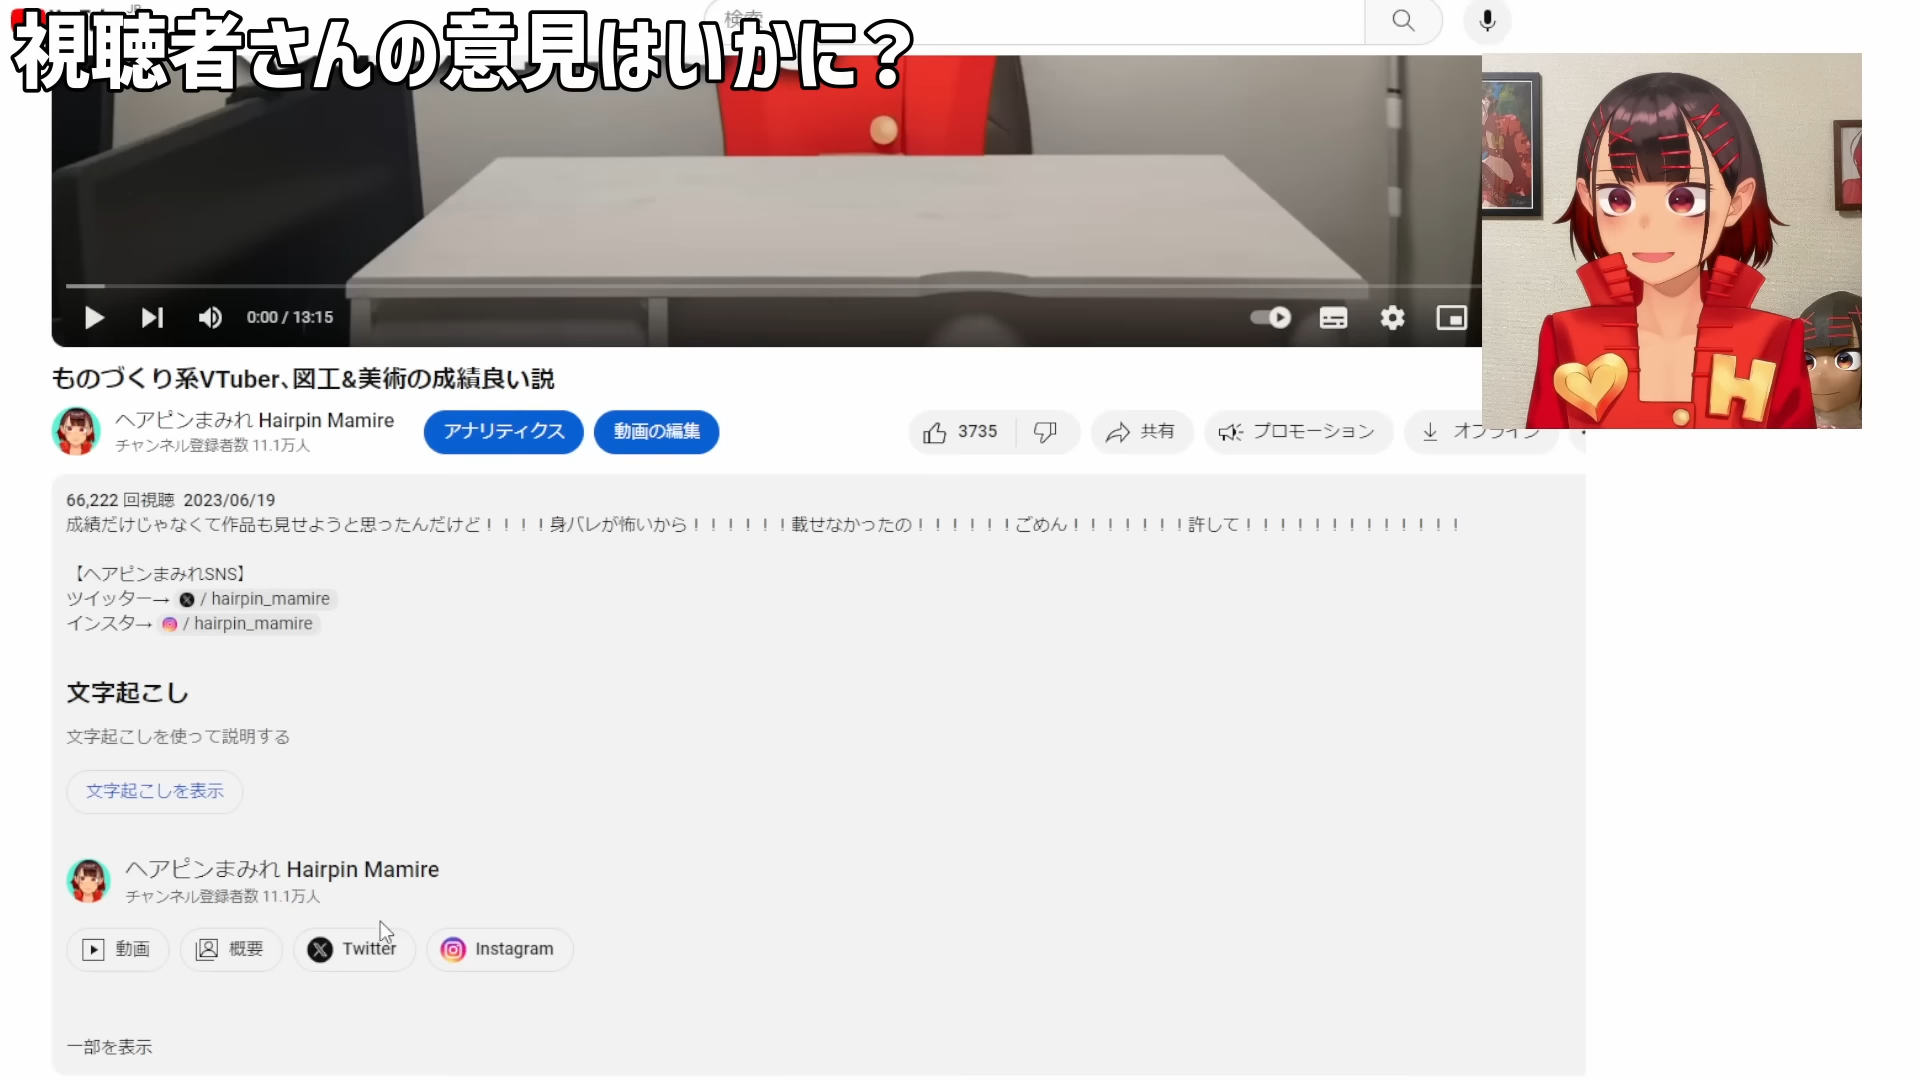 視聴者さんの意見はいかに？
JP
検索
0:00 / 13:15
ものづくり系VTuber、図工&美術の成績良い説
ヘアピンまみれ Hairpin Mamire
チャンネル登録者数 11.1万人
アナリティクス
動画の編集
3735
共有
プロモーション
オフライン
66,222 回視聴 2023/06/19
成績だけじゃなくて作品も見せようと思ったんだけど！！！！身バレが怖いから！！！！！！載せなかったの！！！！！！ごめん！！！！！！！許して！！！！！！！！！！！！！
【ヘアピンまみれSNS】
ツイッター→ / hairpin_mamire
インスタ→ / hairpin_mamire
文字起こし
文字起こしを使って説明する
文字起こしを表示
ヘアピンまみれ Hairpin Mamire
チャンネル登録者数 11.1万人
動画
概要
Twitter
Instagram
一部を表示
H